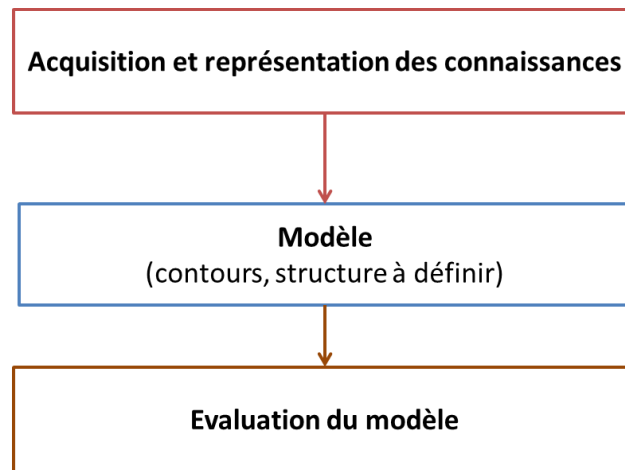 Acquisition et représentation des connaissances
Modèle
(contours, structure à définir)
Evaluation du modèle